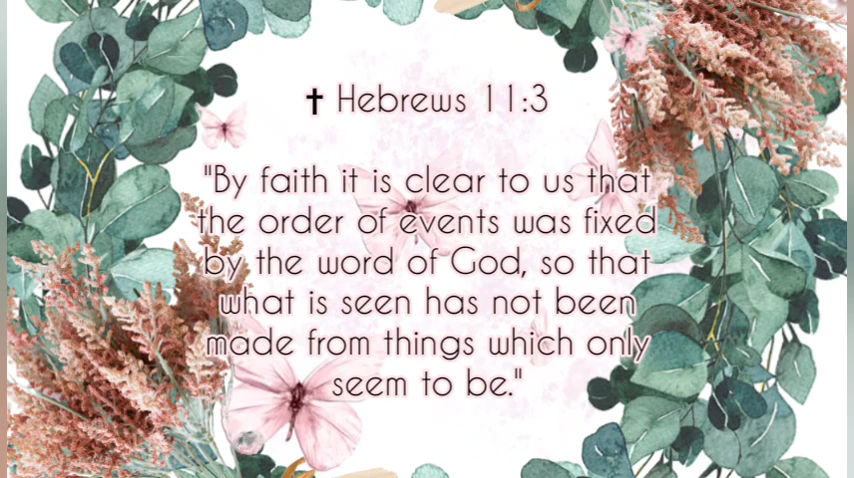 ✝ Hebrews 11:3
"By faith it is clear to us that
the order of events was fixed
by the word of God, so that
what is seen has not been
made from things which only
seem to be."